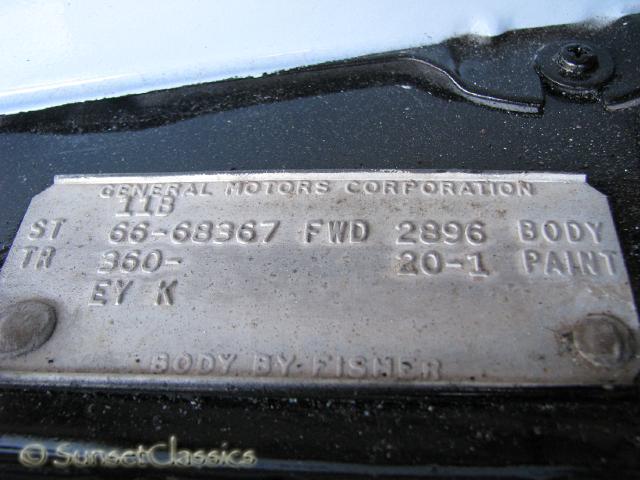 GENERAL MOTORS CORPORATION
11B
ST 66-68367 FWD 2896 BODY
TR 360- 20-1 PAINT
EY K
BODY BY FISHER
© SunsetClassics